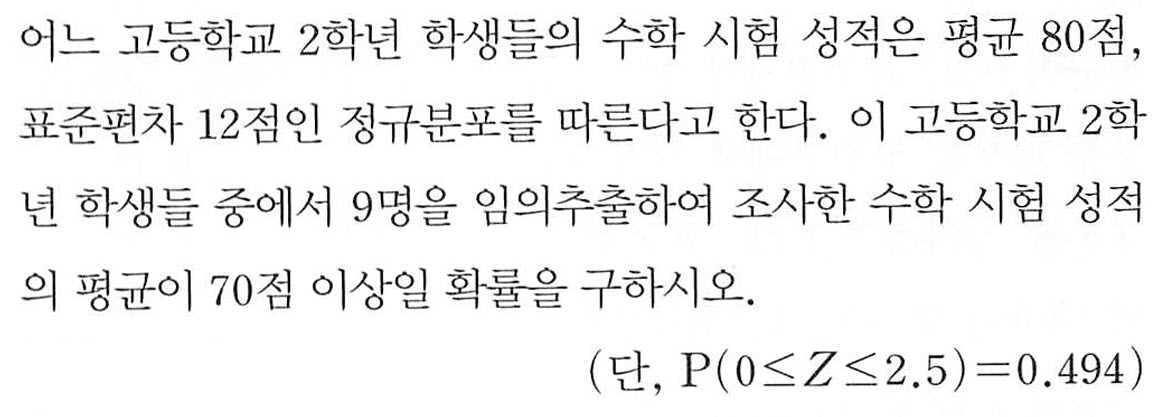 어느 고등학교 2학년 학생들의 수학 시험 성적은 평균 80점,
표준편차 12점인 정규분포를 따른다고 한다. 이 고등학교 2학
년 학생들 중에서 9명을 임의추출하여 조사한 수학 시험 성적
의 평균이 70점 이상일 확률을 구하시오.
(단, P(0≤Z≤2.5)=0.494)